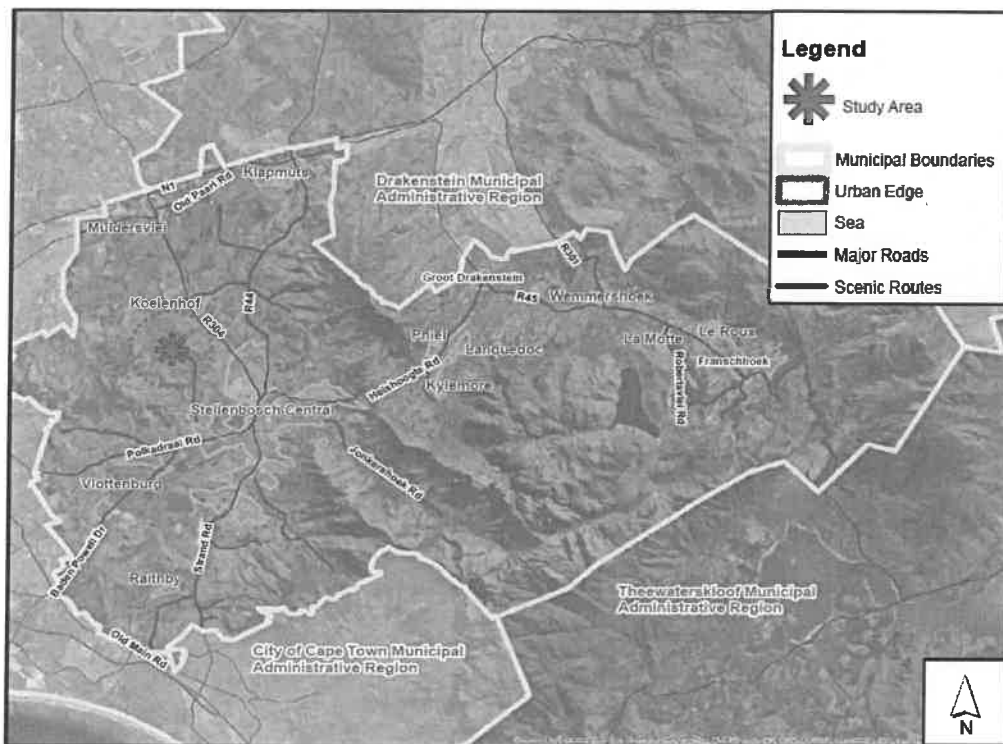 Legend
Study Area
Municipal Boundaries
Urban Edge
Sea
Major Roads
Scenic Routes
Klapmuts
N1
Old Paarl Rd
Muldersvlei
Drakenstein Municipal
Administrative Region
R301
Groot Drakenstein
R45
Wemmershoek
Koelenhof
R304
R44
Pniel
Lanquedoc
La Motte
Le Roux
Franschhoek
Robertsvlei Rd
Helshoogte Rd
Kylemore
Stellenbosch Central
Polkadraai Rd
Jonkershoek Rd
Vlottenburg
Baden Powell Dr
Strand Rd
Raithby
Old Main Rd
Theewaterskloof Municipal
Administrative Region
City of Cape Town Municipal
Administrative Region
N